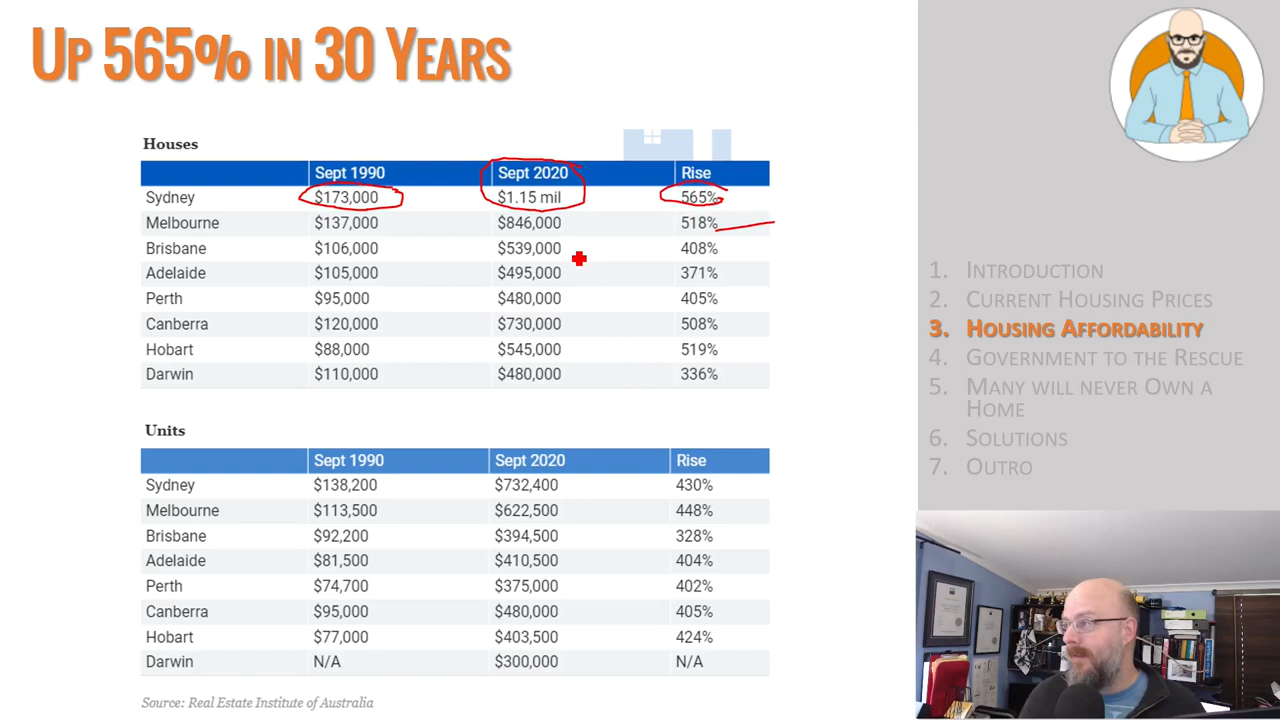 UP 565% IN 30 YEARS
Houses
Sept 1990 Sept 2020 Rise
Sydney $173,000 $1.15 mil 565%
Melbourne $137,000 $846,000 518%
Brisbane $106,000 $539,000 408%
Adelaide $105,000 $495,000 371%
Perth $95,000 $480,000 405%
Canberra $120,000 $730,000 508%
Hobart $88,000 $545,000 519%
Darwin $110,000 $480,000 336%
Units
Sept 1990 Sept 2020 Rise
Sydney $138,200 $732,400 430%
Melbourne $113,500 $622,500 448%
Brisbane $92,200 $394,500 328%
Adelaide $81,500 $410,500 404%
Perth $74,700 $375,000 402%
Canberra $95,000 $480,000 405%
Hobart $77,000 $403,500 424%
Darwin N/A $300,000 N/A
Source: Real Estate Institute of Australia
1. INTRODUCTION
2. CURRENT HOUSING PRICES
3. HOUSING AFFORDABILITY
4. GOVERNMENT TO THE RESCUE
5. MANY WILL NEVER OWN A
HOME
6. SOLUTIONS
7. OUTRO